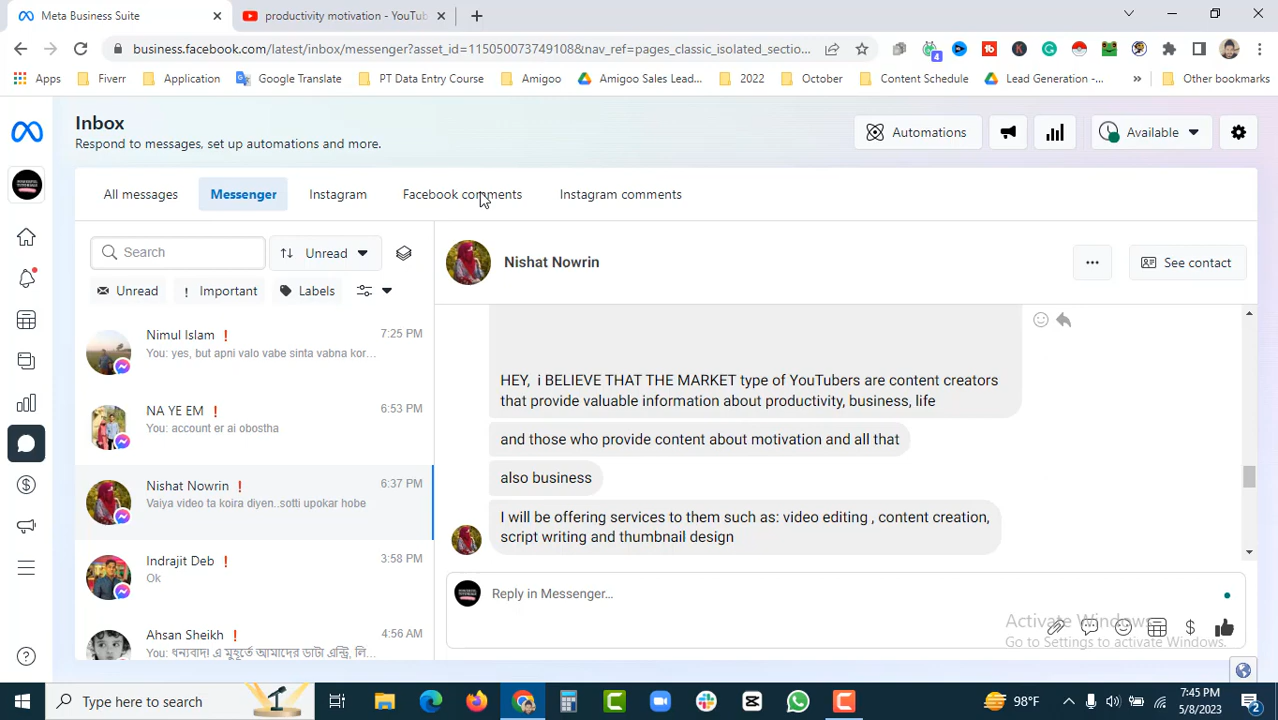 Meta Business Suite
productivity motivation - YouTub
business.facebook.com/latest/inbox/messenger?asset_id=115050073749108&nav_ref=pages_classic_isolated_sectio...
4
Apps
Fiverr
Application
Google Translate
PT Data Entry Course
Amigoo
Amigoo Sales Lead...
2022
October
Content Schedule
Lead Generation -...
»
Other bookmarks
Inbox
Respond to messages, set up automations and more.
Automations
Available
All messages
Messenger
Instagram
Facebook comments
Instagram comments
Search
Unread
Nishat Nowrin
See contact
Unread
Important
Labels
Nimul Islam
7:25 PM
You: yes, but apni valo vabe sinta vabna kor...
NA YE EM
6:53 PM
You: account er ai obostha
Nishat Nowrin
6:37 PM
Vaiya video ta koira diyen..sotti upokar hobe
Indrajit Deb
3:58 PM
Ok
Ahsan Sheikh
4:56 AM
You: ধন্যবাদ! এ মুহূর্তে আমাদের ডাটা এন্ট্রি, লি...
HEY, i BELIEVE THAT THE MARKET type of YouTubers are content creators
that provide valuable information about productivity, business, life
and those who provide content about motivation and all that
also business
I will be offering services to them such as: video editing , content creation,
script writing and thumbnail design
Reply in Messenger...
Activate Windows
Go to Settings to activate Windows.
Type here to search
98°F
7:45 PM
5/8/2023
2